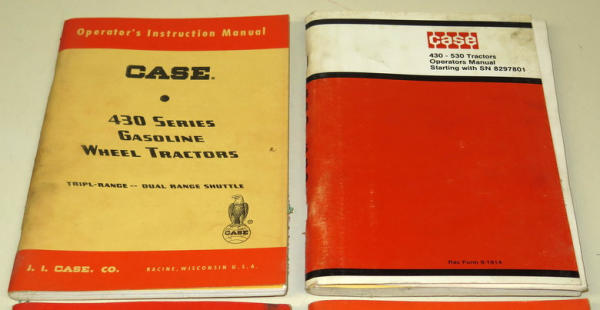 Operator's Instruction Manual
CASE®
430 SERIES
GASOLINE
WHEEL TRACTORS
TRIPL-RANGE -- DUAL RANGE SHUTTLE
CASE
J. I. CASE. CO.
RACINE, WISCONSIN U.S.A.
CASE
430 - 530 Tractors
Operators Manual
Starting with SN 8297801
Rac Form 9-1914